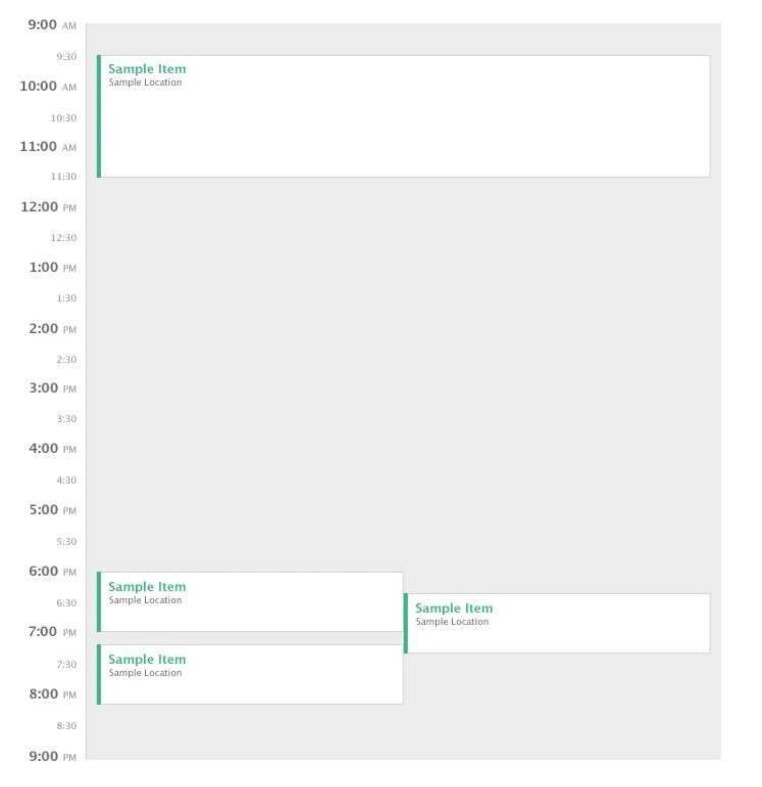 9:00 AM
9:30
Sample Item
Sample Location
10:00 AM
10:30
11:00 AM
11:30
12:00 PM
12:30
1:00 PM
1:30
2:00 PM
2:30
3:00 PM
3:30
4:00 PM
4:30
5:00 PM
5:30
6:00 PM
Sample Item
Sample Location
6:30
Sample Item
Sample Location
7:00 PM
Sample Item
7:30
Sample Location
8:00 PM
8:30
9:00 PM